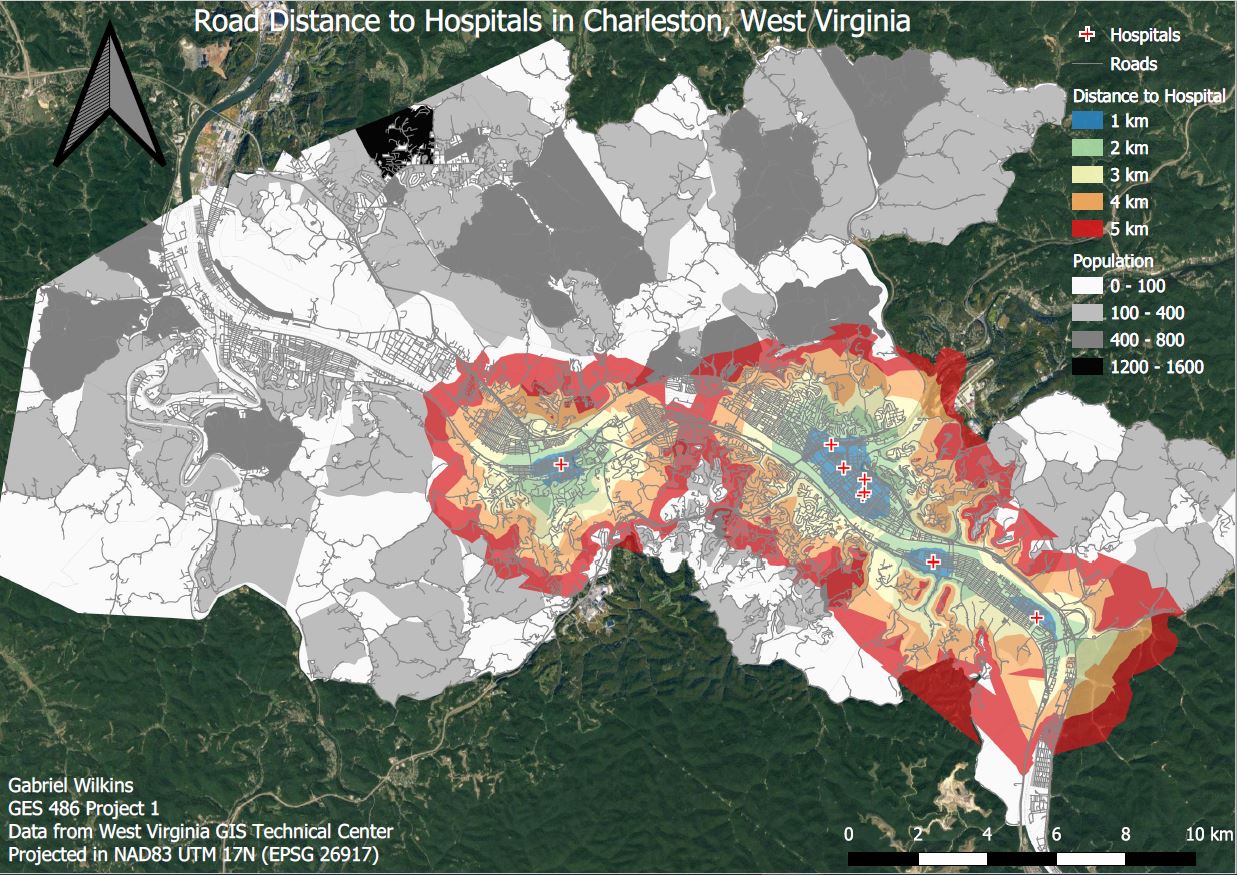 Road Distance to Hospitals in Charleston, West Virginia
Hospitals
Roads
Distance to Hospital
1 km
2 km
3 km
4 km
5 km
Population
0 - 100
100 - 400
400 - 800
1200 - 1600
Gabriel Wilkins
GES 486 Project 1
Data from West Virginia GIS Technical Center
Projected in NAD83 UTM 17N (EPSG 26917)
0 2 4 6 8 10 km